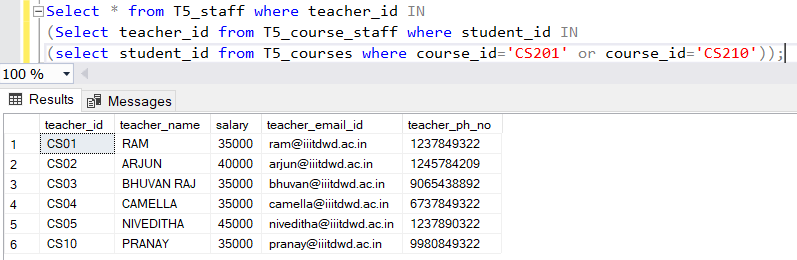 Select * from T5_staff where teacher_id IN
(Select teacher_id from T5_course_staff where student_id IN
(select student_id from T5_courses where course_id='CS201' or course_id='CS210'));
100 %
Results Messages
teacher_id teacher_name salary teacher_email_id teacher_ph_no
1 CS01 RAM 35000 ram@iiitdwd.ac.in 1237849322
2 CS02 ARJUN 40000 arjun@iiitdwd.ac.in 1245784209
3 CS03 BHUVAN RAJ 35000 bhuvan@iiitdwd.ac.in 9065438892
4 CS04 CAMELLA 35000 camella@iiitdwd.ac.in 6737849322
5 CS05 NIVEDITHA 45000 niveditha@iiitdwd.ac.in 1237890322
6 CS10 PRANAY 35000 pranay@iiitdwd.ac.in 9980849322